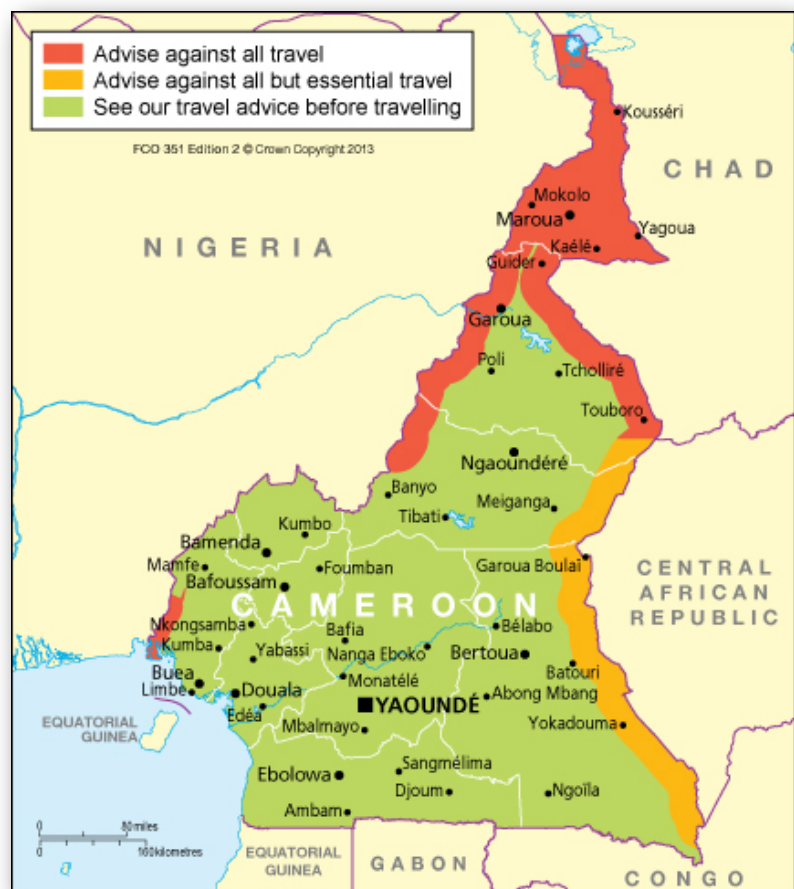 Advise against all travel
Advise against all but essential travel
See our travel advice before travelling
FCO 351 Edition 2 © Crown Copyright 2013
Kousséri
CHAD
Mokolo
Maroua
Yagoua
NIGERIA
Kaélé
Guider
Garoua
Poli
Tcholliré
Touboro
Ngaoundéré
Banyo
Meiganga
Tibati
Kumbo
Bamenda
Mamfe
Foumban
Garoua Boulaï
CENTRAL
AFRICAN
REPUBLIC
Bafoussam
CAMEROON
Nkongsamba
Bafia
Bélabo
Kumba
Yabassi
Nanga Eboko
Bertoua
Batouri
Buea
Monatélé
Limbe
Douala
Abong Mbang
Edéa
YAOUNDÉ
EQUATORIAL
GUINEA
Mbalmayo
Yokadouma
Sangmélima
Ebolowa
Djoum
Ngoïla
Ambam
0 80 miles
0 160 kilometres
EQUATORIAL
GUINEA
GABON
CONGO